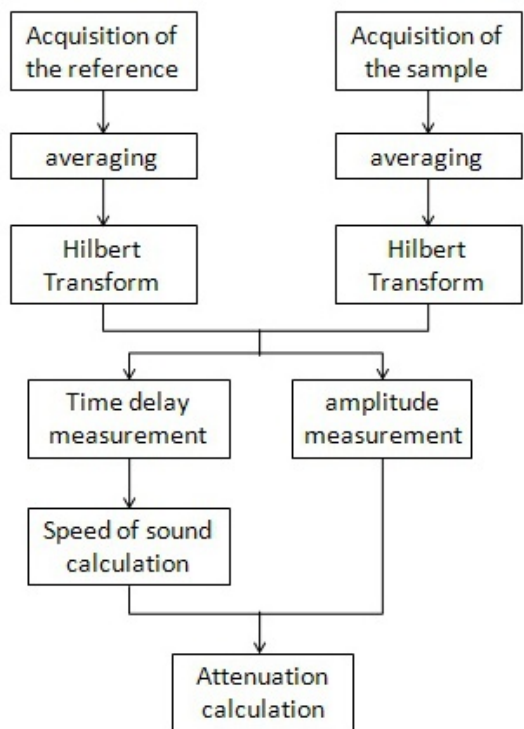 Acquisition of
the reference
Acquisition of
the sample
averaging
averaging
Hilbert
Transform
Hilbert
Transform
Time delay
measurement
amplitude
measurement
Speed of sound
calculation
Attenuation
calculation